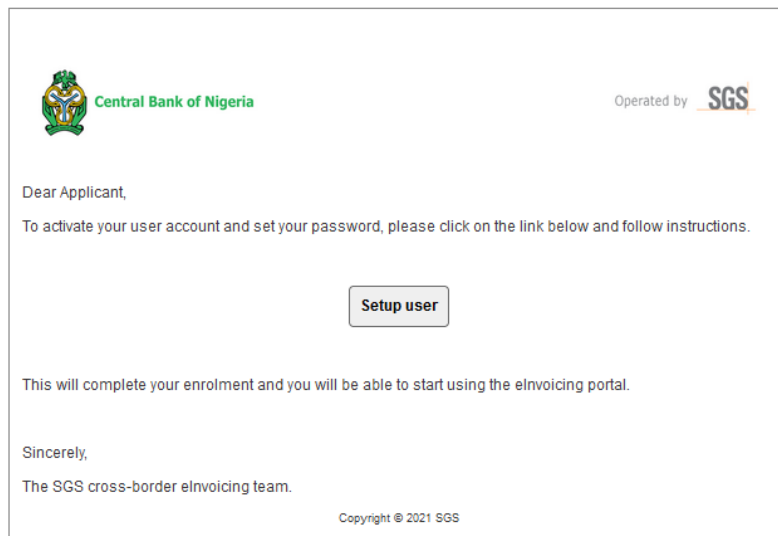 Central Bank of Nigeria
Operated by SGS
Dear Applicant,
To activate your user account and set your password, please click on the link below and follow instructions.
Setup user
This will complete your enrolment and you will be able to start using the eInvoicing portal.
Sincerely,
The SGS cross-border eInvoicing team.
Copyright © 2021 SGS